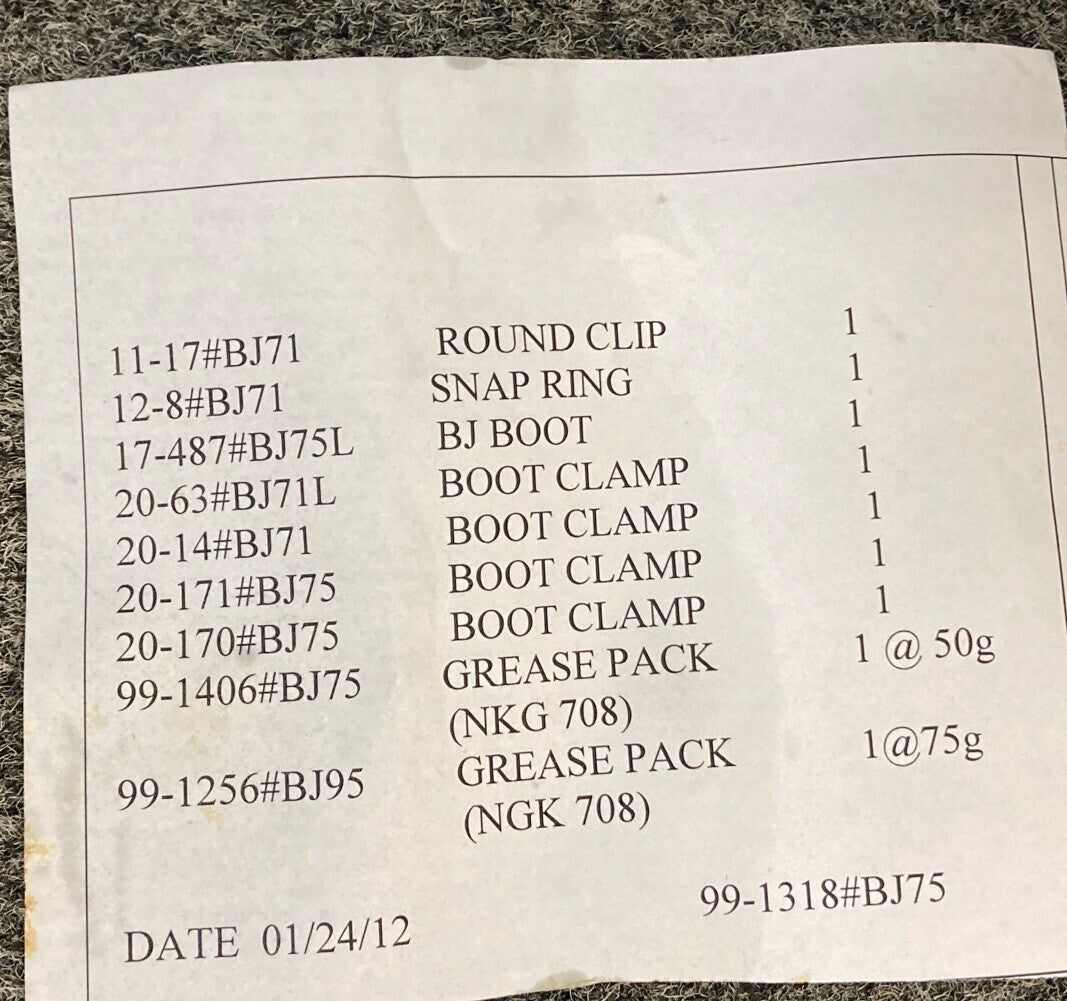 11-17#BJ71 ROUND CLIP 1
12-8#BJ71 SNAP RING 1
17-487#BJ75L BJ BOOT 1
20-63#BJ71L BOOT CLAMP 1
20-14#BJ71 BOOT CLAMP 1
20-171#BJ75 BOOT CLAMP 1
20-170#BJ75 BOOT CLAMP 1
99-1406#BJ75 GREASE PACK 1 @ 50g
(NKG 708)
99-1256#BJ95 GREASE PACK 1@75g
(NGK 708)
99-1318#BJ75
DATE 01/24/12